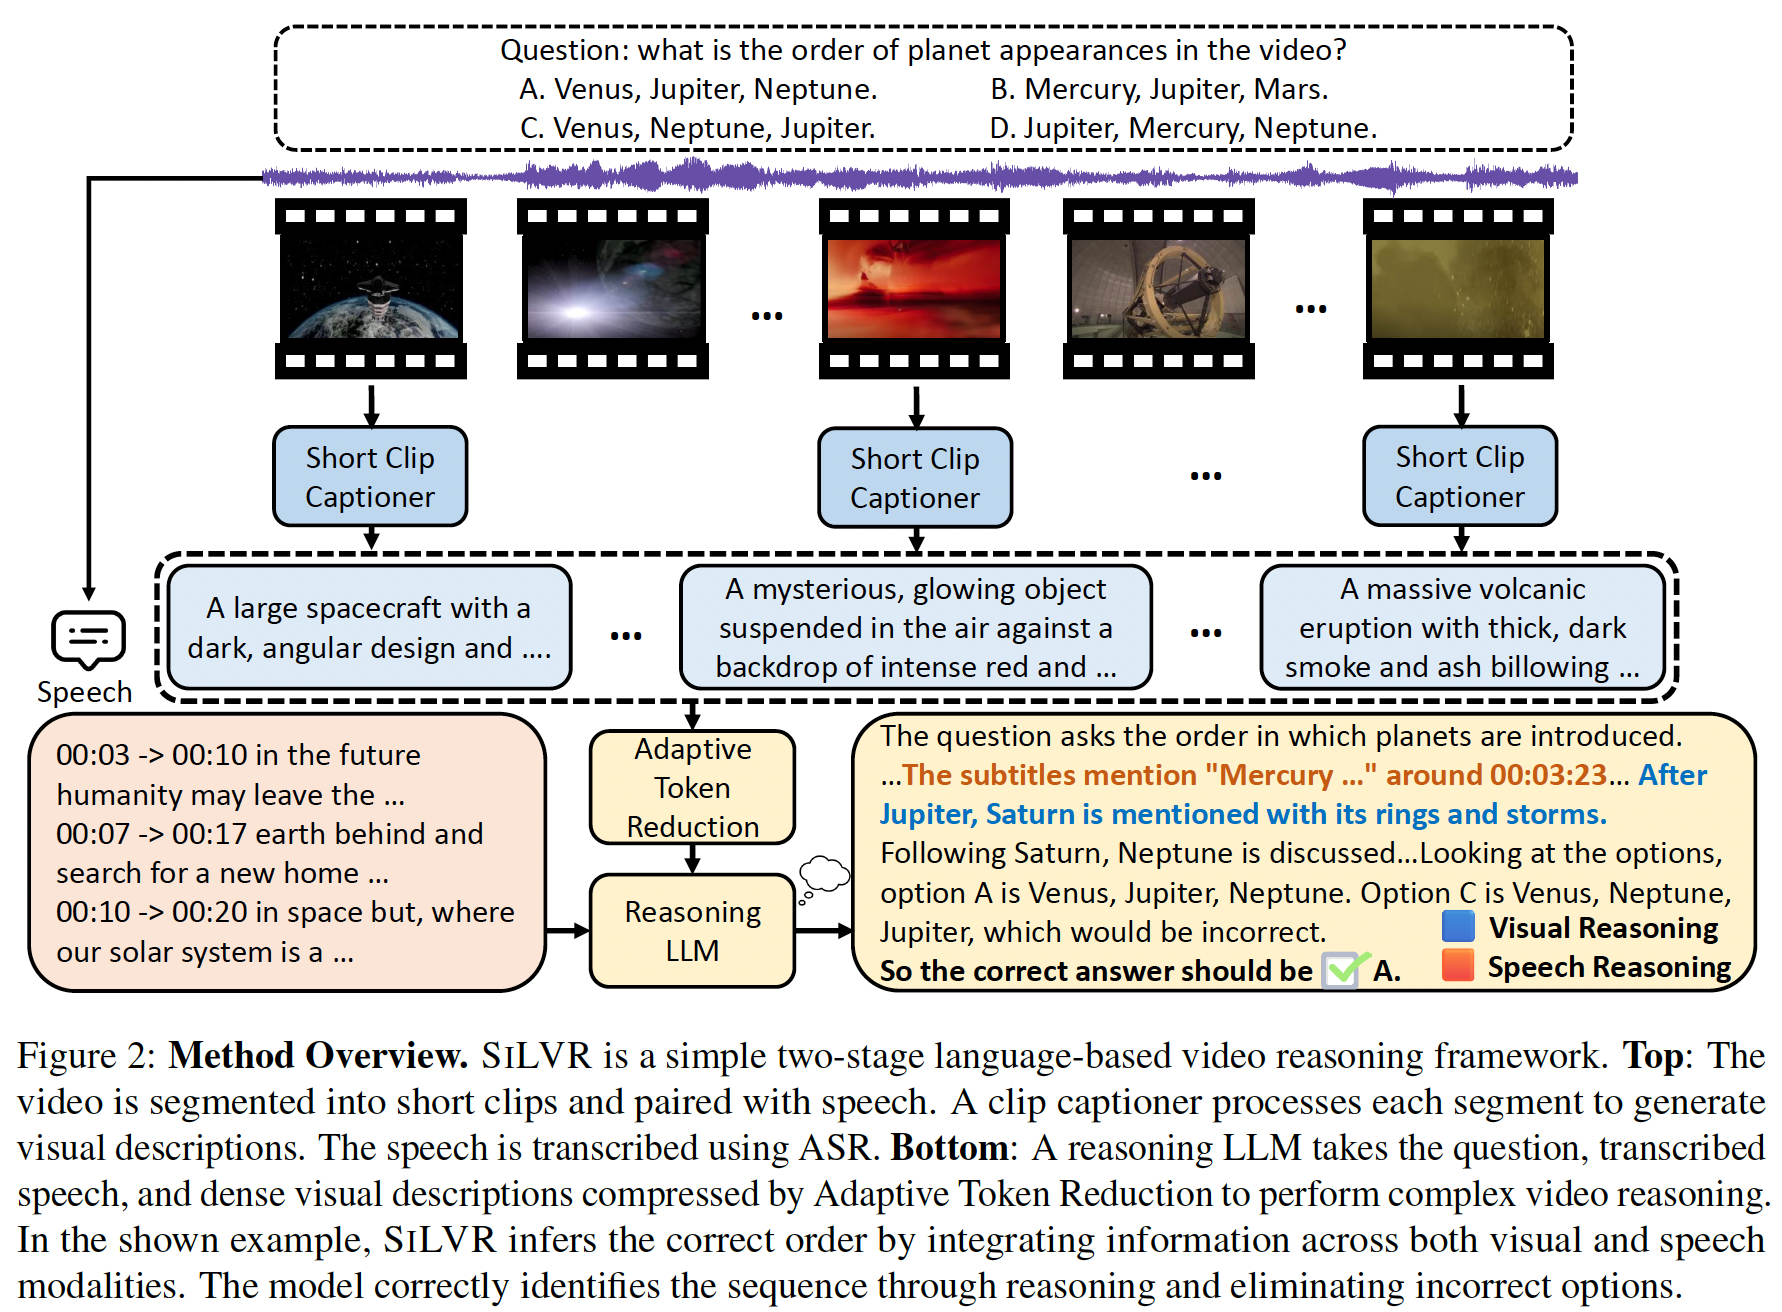 Question: what is the order of planet appearances in the video?
A. Venus, Jupiter, Neptune. B. Mercury, Jupiter, Mars.
C. Venus, Neptune, Jupiter. D. Jupiter, Mercury, Neptune.
...
...
Short Clip
Captioner
Short Clip
Captioner
...
Short Clip
Captioner
A large spacecraft with a
dark, angular design and ....
...
A mysterious, glowing object
suspended in the air against a
backdrop of intense red and ...
...
A massive volcanic
eruption with thick, dark
smoke and ash billowing ...
Speech
00:03 -> 00:10 in the future
humanity may leave the ...
00:07 -> 00:17 earth behind and
search for a new home ...
00:10 -> 00:20 in space but, where
our solar system is a ...
Adaptive
Token
Reduction
Reasoning
LLM
The question asks the order in which planets are introduced.
...The subtitles mention "Mercury ..." around 00:03:23... After
Jupiter, Saturn is mentioned with its rings and storms.
Following Saturn, Neptune is discussed...Looking at the options,
option A is Venus, Jupiter, Neptune. Option C is Venus, Neptune,
Jupiter, which would be incorrect.
So the correct answer should be A.
Visual Reasoning
Speech Reasoning
Figure 2: Method Overview. SILVR is a simple two-stage language-based video reasoning framework. Top: The
video is segmented into short clips and paired with speech. A clip captioner processes each segment to generate
visual descriptions. The speech is transcribed using ASR. Bottom: A reasoning LLM takes the question, transcribed
speech, and dense visual descriptions compressed by Adaptive Token Reduction to perform complex video reasoning.
In the shown example, SILVR infers the correct order by integrating information across both visual and speech
modalities. The model correctly identifies the sequence through reasoning and eliminating incorrect options.